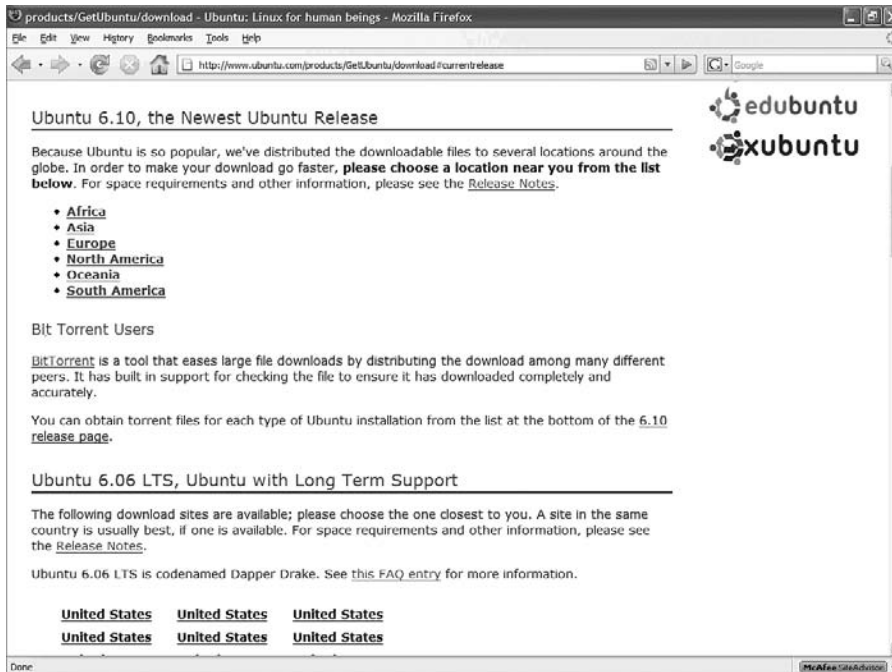 products/GetUbuntu/download - Ubuntu: Linux for human beings - Mozilla Firefox
File Edit View History Bookmarks Tools Help
http://www.ubuntu.com/products/GetUbuntu/download#currentrelease
Google
edubuntu
xubuntu
Ubuntu 6.10, the Newest Ubuntu Release
Because Ubuntu is so popular, we've distributed the downloadable files to several locations around the
globe. In order to make your download go faster, please choose a location near you from the list
below. For space requirements and other information, please see the Release Notes.
• Africa
• Asia
• Europe
• North America
• Oceania
• South America
Bit Torrent Users
BitTorrent is a tool that eases large file downloads by distributing the download among many different
peers. It has built in support for checking the file to ensure it has downloaded completely and
accurately.
You can obtain torrent files for each type of Ubuntu installation from the list at the bottom of the 6.10
release page.
Ubuntu 6.06 LTS, Ubuntu with Long Term Support
The following download sites are available; please choose the one closest to you. A site in the same
country is usually best, if one is available. For space requirements and other information, please see
the Release Notes.
Ubuntu 6.06 LTS is codenamed Dapper Drake. See this FAQ entry for more information.
United States United States United States
United States United States United States
Done
McAfee SiteAdvisor